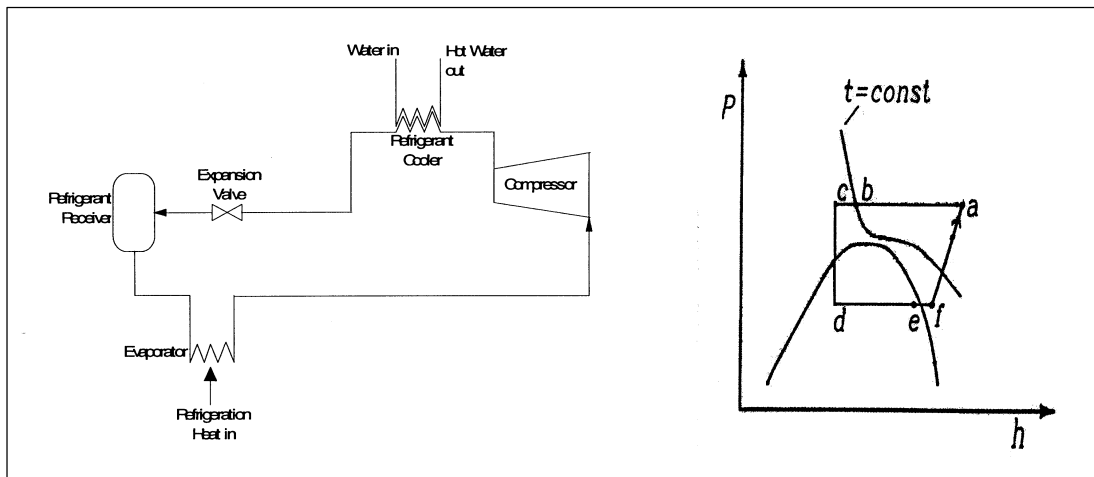 Water in
Hot Water
out
Refrigerant
Cooler
Compressor
Expansion
Valve
Refrigerant
Receiver
Evaporator
Refrigeration
Heat in
P
t=const
c
b
a
d
e
f
h